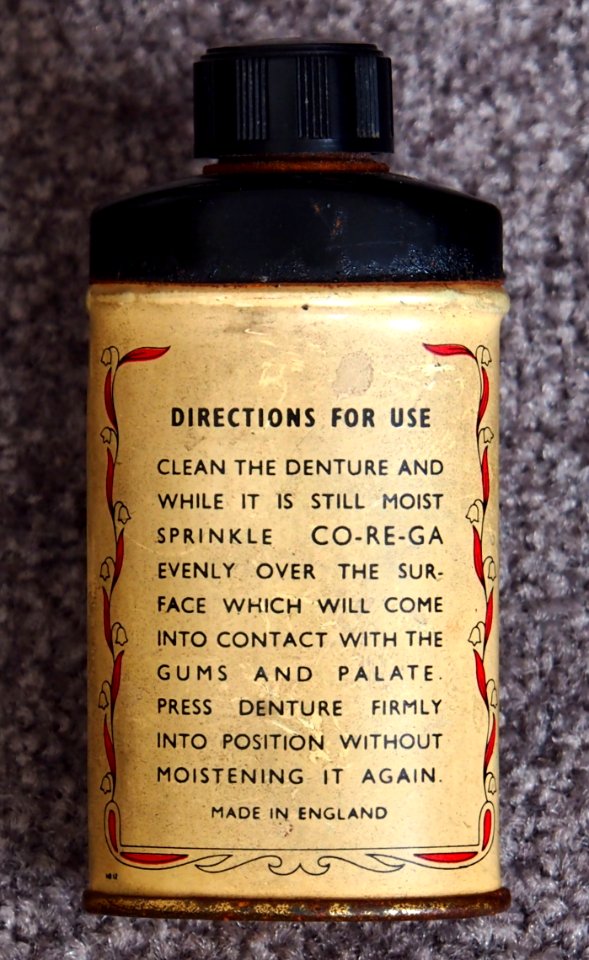 DIRECTIONS FOR USE
CLEAN THE DENTURE AND
WHILE IT IS STILL MOIST
SPRINKLE CO-RE-GA
EVENLY OVER THE SUR-
FACE WHICH WILL COME
INTO CONTACT WITH THE
GUMS AND PALATE.
PRESS DENTURE FIRMLY
INTO POSITION WITHOUT
MOISTENING IT AGAIN.
MADE IN ENGLAND